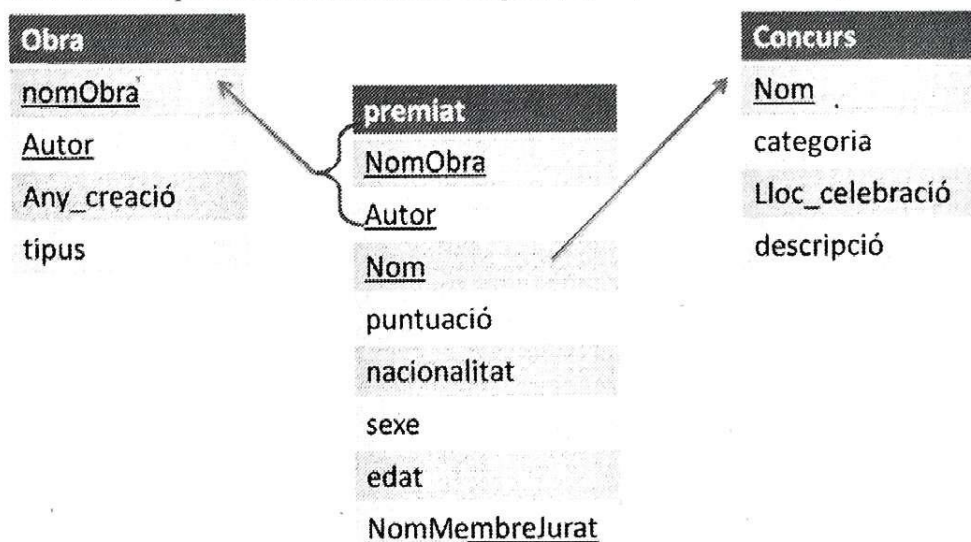 Obra
nomObra
Autor
Any_creació
tipus
premiat
NomObra
Autor
Nom
puntuació
nacionalitat
sexe
edat
NomMembreJurat
Concurs
Nom
categoria
Lloc_celebració
descripció